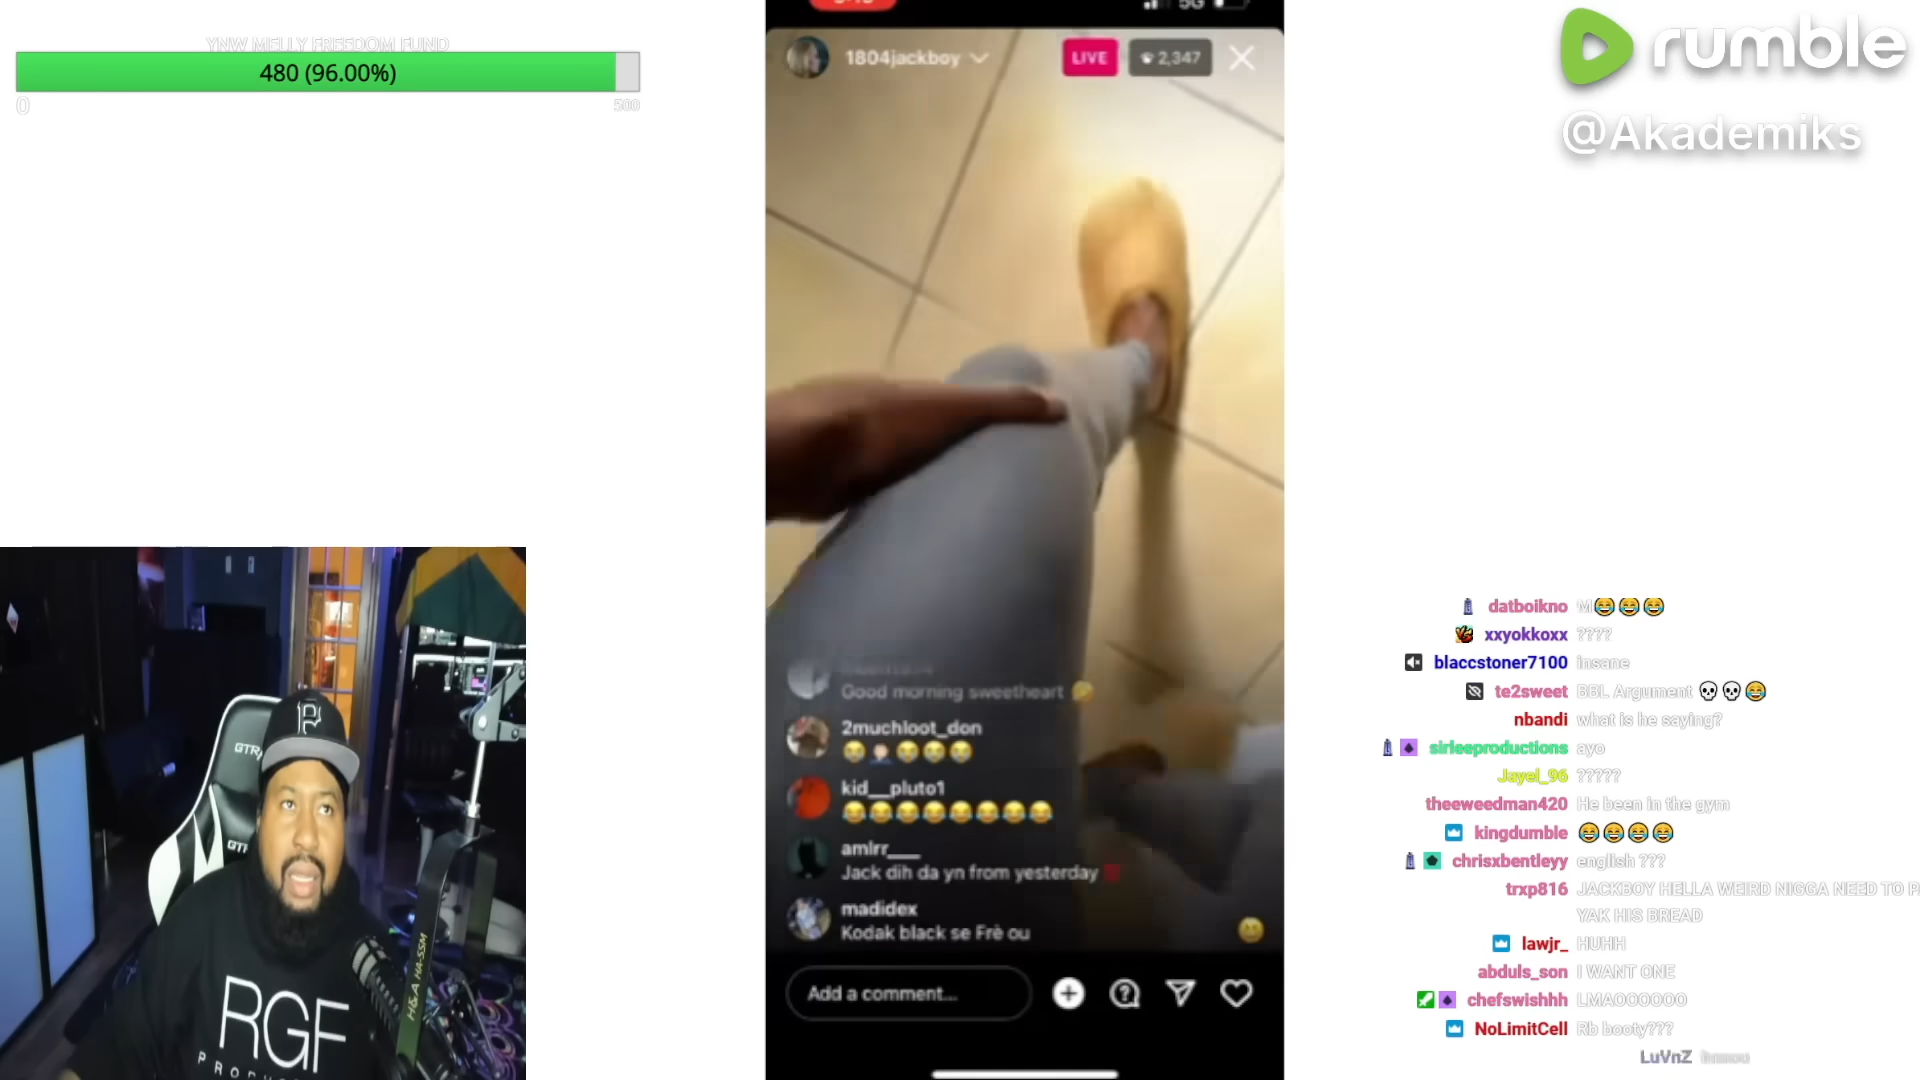 YNW MELLY FREEDOM FUND
480 (96.00%)
0
500
1804jackboy
LIVE
2,347
5G
rumble
@Akademiks
Good morning sweetheart
2muchloot_don
😭🤦🏻‍♂️😭😭😭
kid__pluto1
😂😂😂😂😂😂😂😂
amlrr___
Jack dih da yn from yesterday
madidex
Kodak black se Frè ou
Add a comment...
GTR
GTR
P
RGF
H&A HA-SSM
datboikno M😂😂😂
xxyokkoxx ????
blaccstoner7100 insane
te2sweet BBL Argument 💀💀😂
nbandi what is he saying?
sirleeproductions ayo
Jayel_96 ?????
theeweedman420 He been in the gym
kingdumble 😂😂😂😂
chrisxbentleyy english ???
trxp816 JACKBOY HELLA WEIRD NIGGA NEED TO P
YAK HIS BREAD
lawjr_ HUHH
abduls_son I WANT ONE
chefswishhh LMAOOOOOO
NoLimitCell Rb booty???
LuVnZ